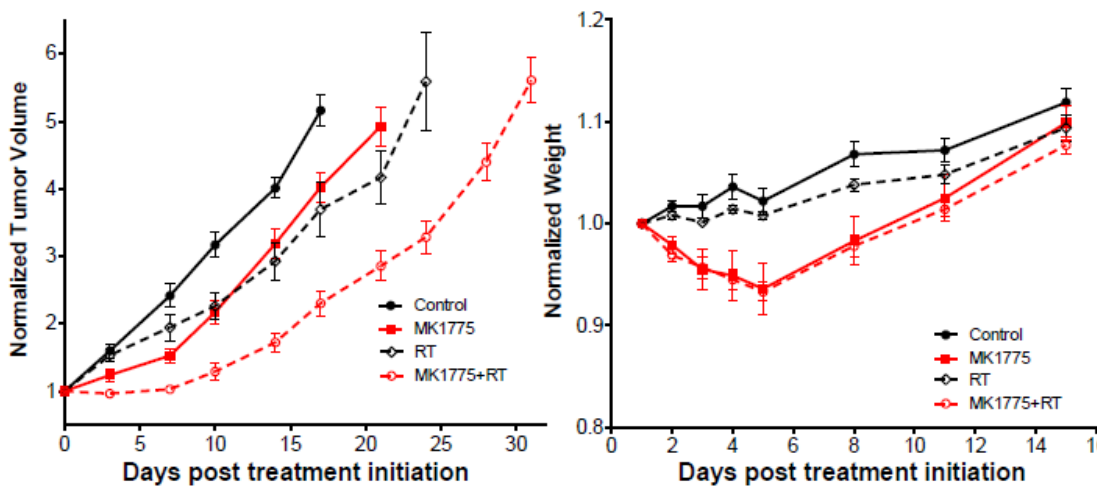 Normalized Tumor Volume
6
5
4
3
2
1
0 5 10 15 20 25 30
Days post treatment initiation
Control
MK1775
RT
MK1775+RT
Normalized Weight
1.2
1.1
1.0
0.9
0.8
0 2 4 6 8 10 12 14 16
Days post treatment initiation
Control
MK1775
RT
MK1775+RT